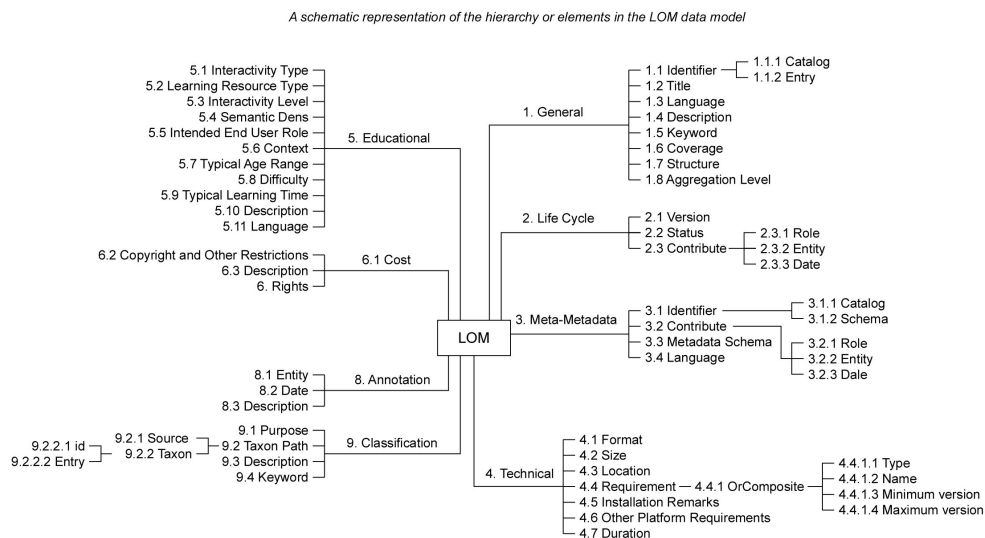 A schematic representation of the hierarchy or elements in the LOM data model
LOM
1. General
1.1 Identifier
1.1.1 Catalog
1.1.2 Entry
1.2 Title
1.3 Language
1.4 Description
1.5 Keyword
1.6 Coverage
1.7 Structure
1.8 Aggregation Level
2. Life Cycle
2.1 Version
2.2 Status
2.3 Contribute
2.3.1 Role
2.3.2 Entity
2.3.3 Date
3. Meta-Metadata
3.1 Identifier
3.1.1 Catalog
3.1.2 Schema
3.2 Contribute
3.2.1 Role
3.2.2 Entity
3.2.3 Dale
3.3 Metadata Schema
3.4 Language
4. Technical
4.1 Format
4.2 Size
4.3 Location
4.4 Requirement
4.4.1 OrComposite
4.4.1.1 Type
4.4.1.2 Name
4.4.1.3 Minimum version
4.4.1.4 Maximum version
4.5 Installation Remarks
4.6 Other Platform Requirements
4.7 Duration
5. Educational
5.1 Interactivity Type
5.2 Learning Resource Type
5.3 Interactivity Level
5.4 Semantic Dens
5.5 Intended End User Role
5.6 Context
5.7 Typical Age Range
5.8 Difficulty
5.9 Typical Learning Time
5.10 Description
5.11 Language
6.1 Cost
6.2 Copyright and Other Restrictions
6.3 Description
6. Rights
8. Annotation
8.1 Entity
8.2 Date
8.3 Description
9. Classification
9.1 Purpose
9.2 Taxon Path
9.2.1 Source
9.2.2 Taxon
9.2.2.1 id
9.2.2.2 Entry
9.3 Description
9.4 Keyword